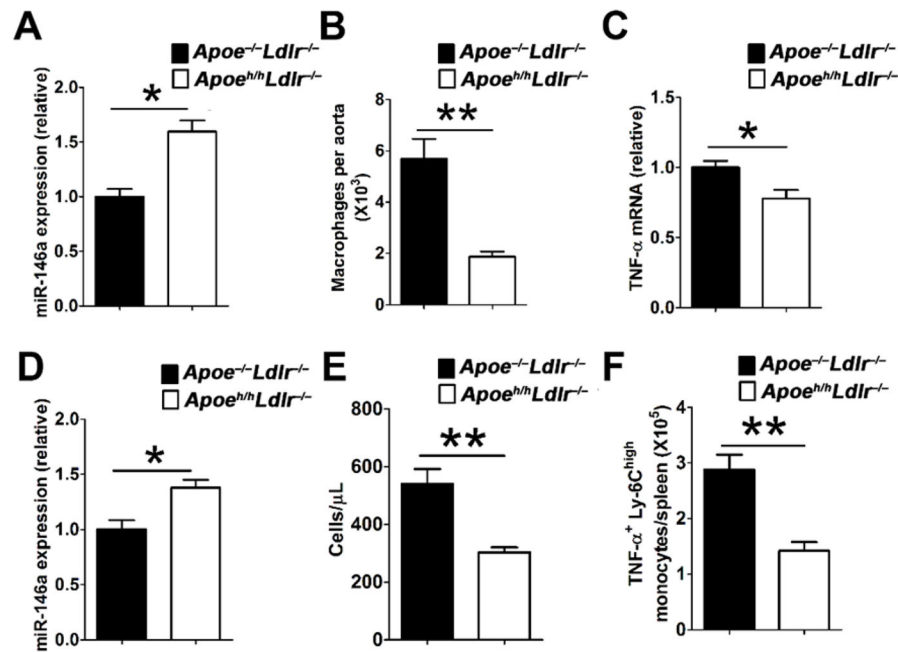 A
Apoe⁻/⁻Ldlr⁻/⁻
Apoeʰ/ʰLdlr⁻/⁻
miR-146a expression (relative)
2.0
1.5
1.0
0.5
0.0
*
B
Apoe⁻/⁻Ldlr⁻/⁻
Apoeʰ/ʰLdlr⁻/⁻
Macrophages per aorta
(X10³)
8
6
4
2
0
**
C
Apoe⁻/⁻Ldlr⁻/⁻
Apoeʰ/ʰLdlr⁻/⁻
TNF-α mRNA (relative)
1.5
1.0
0.5
0.0
*
D
Apoe⁻/⁻Ldlr⁻/⁻
Apoeʰ/ʰLdlr⁻/⁻
miR-146a expression (relative)
2.0
1.5
1.0
0.5
0.0
*
E
Apoe⁻/⁻Ldlr⁻/⁻
Apoeʰ/ʰLdlr⁻/⁻
Cells/μL
800
600
400
200
0
**
F
Apoe⁻/⁻Ldlr⁻/⁻
Apoeʰ/ʰLdlr⁻/⁻
TNF-α⁺ Ly-6Cʰⁱᵍʰ
monocytes/spleen (X10⁵)
4
3
2
1
0
**